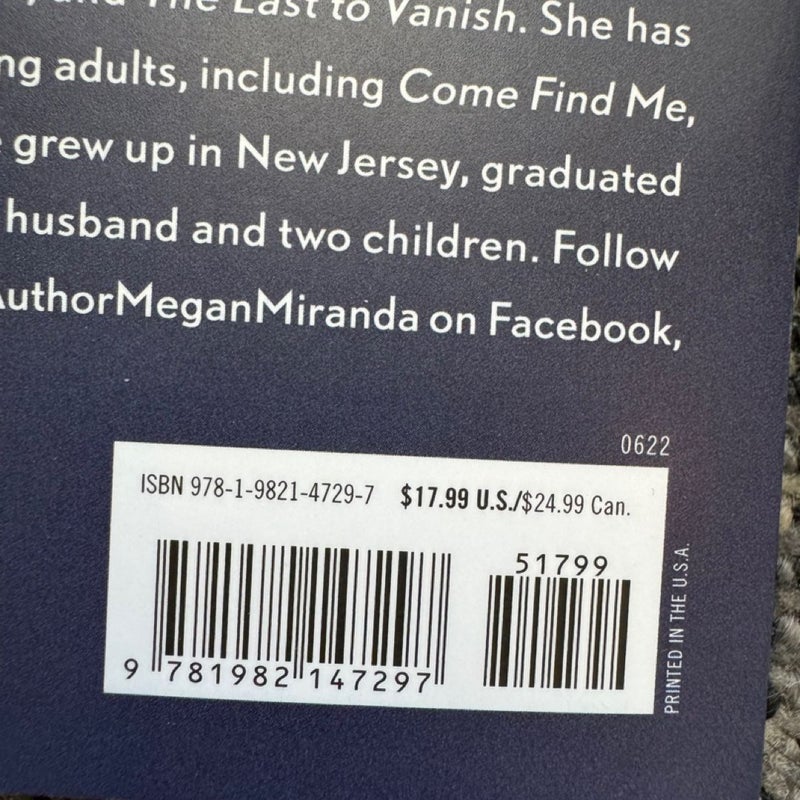 and The Last to Vanish. She has
ng adults, including Come Find Me,
grew up in New Jersey, graduated
husband and two children. Follow
AuthorMeganMiranda on Facebook,
0622
ISBN 978-1-9821-4729-7 $17.99 U.S./$24.99 Can.
51799
9 781982 147297
PRINTED IN THE U.S.A.